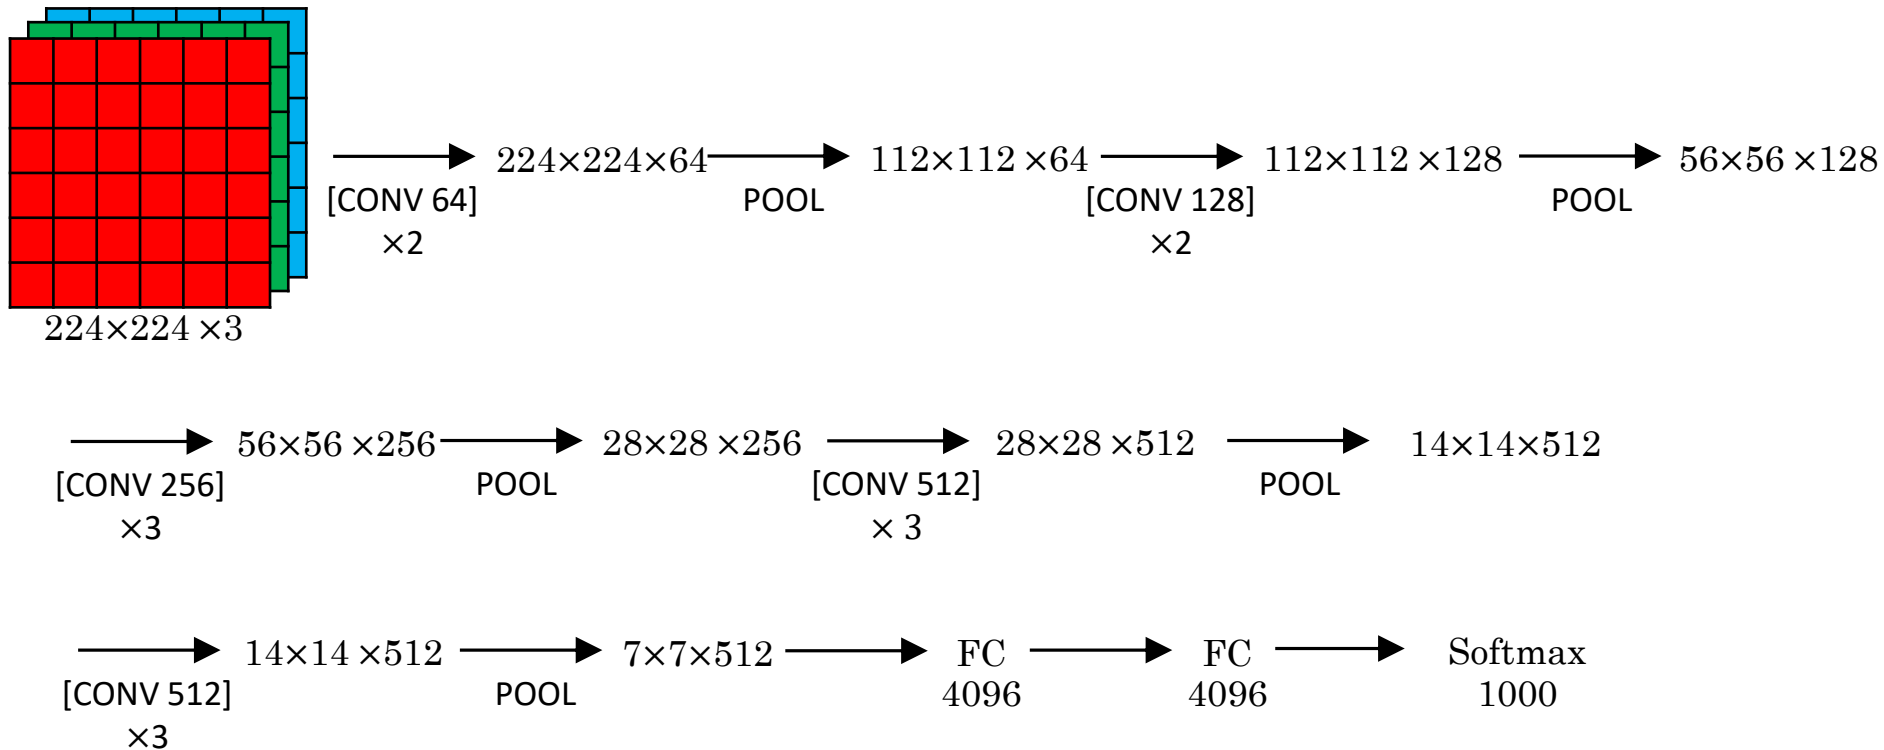 224×224×64
112×112 ×64
112×112 ×128
56×56 ×128
[CONV 64]
POOL
[CONV 128]
POOL
×2
×2
224×224 ×3
56×56 ×256
28×28 ×256
28×28 ×512
14×14×512
[CONV 256]
POOL
[CONV 512]
POOL
×3
× 3
14×14 ×512
7×7×512
FC
FC
Softmax
[CONV 512]
POOL
4096
4096
1000
×3